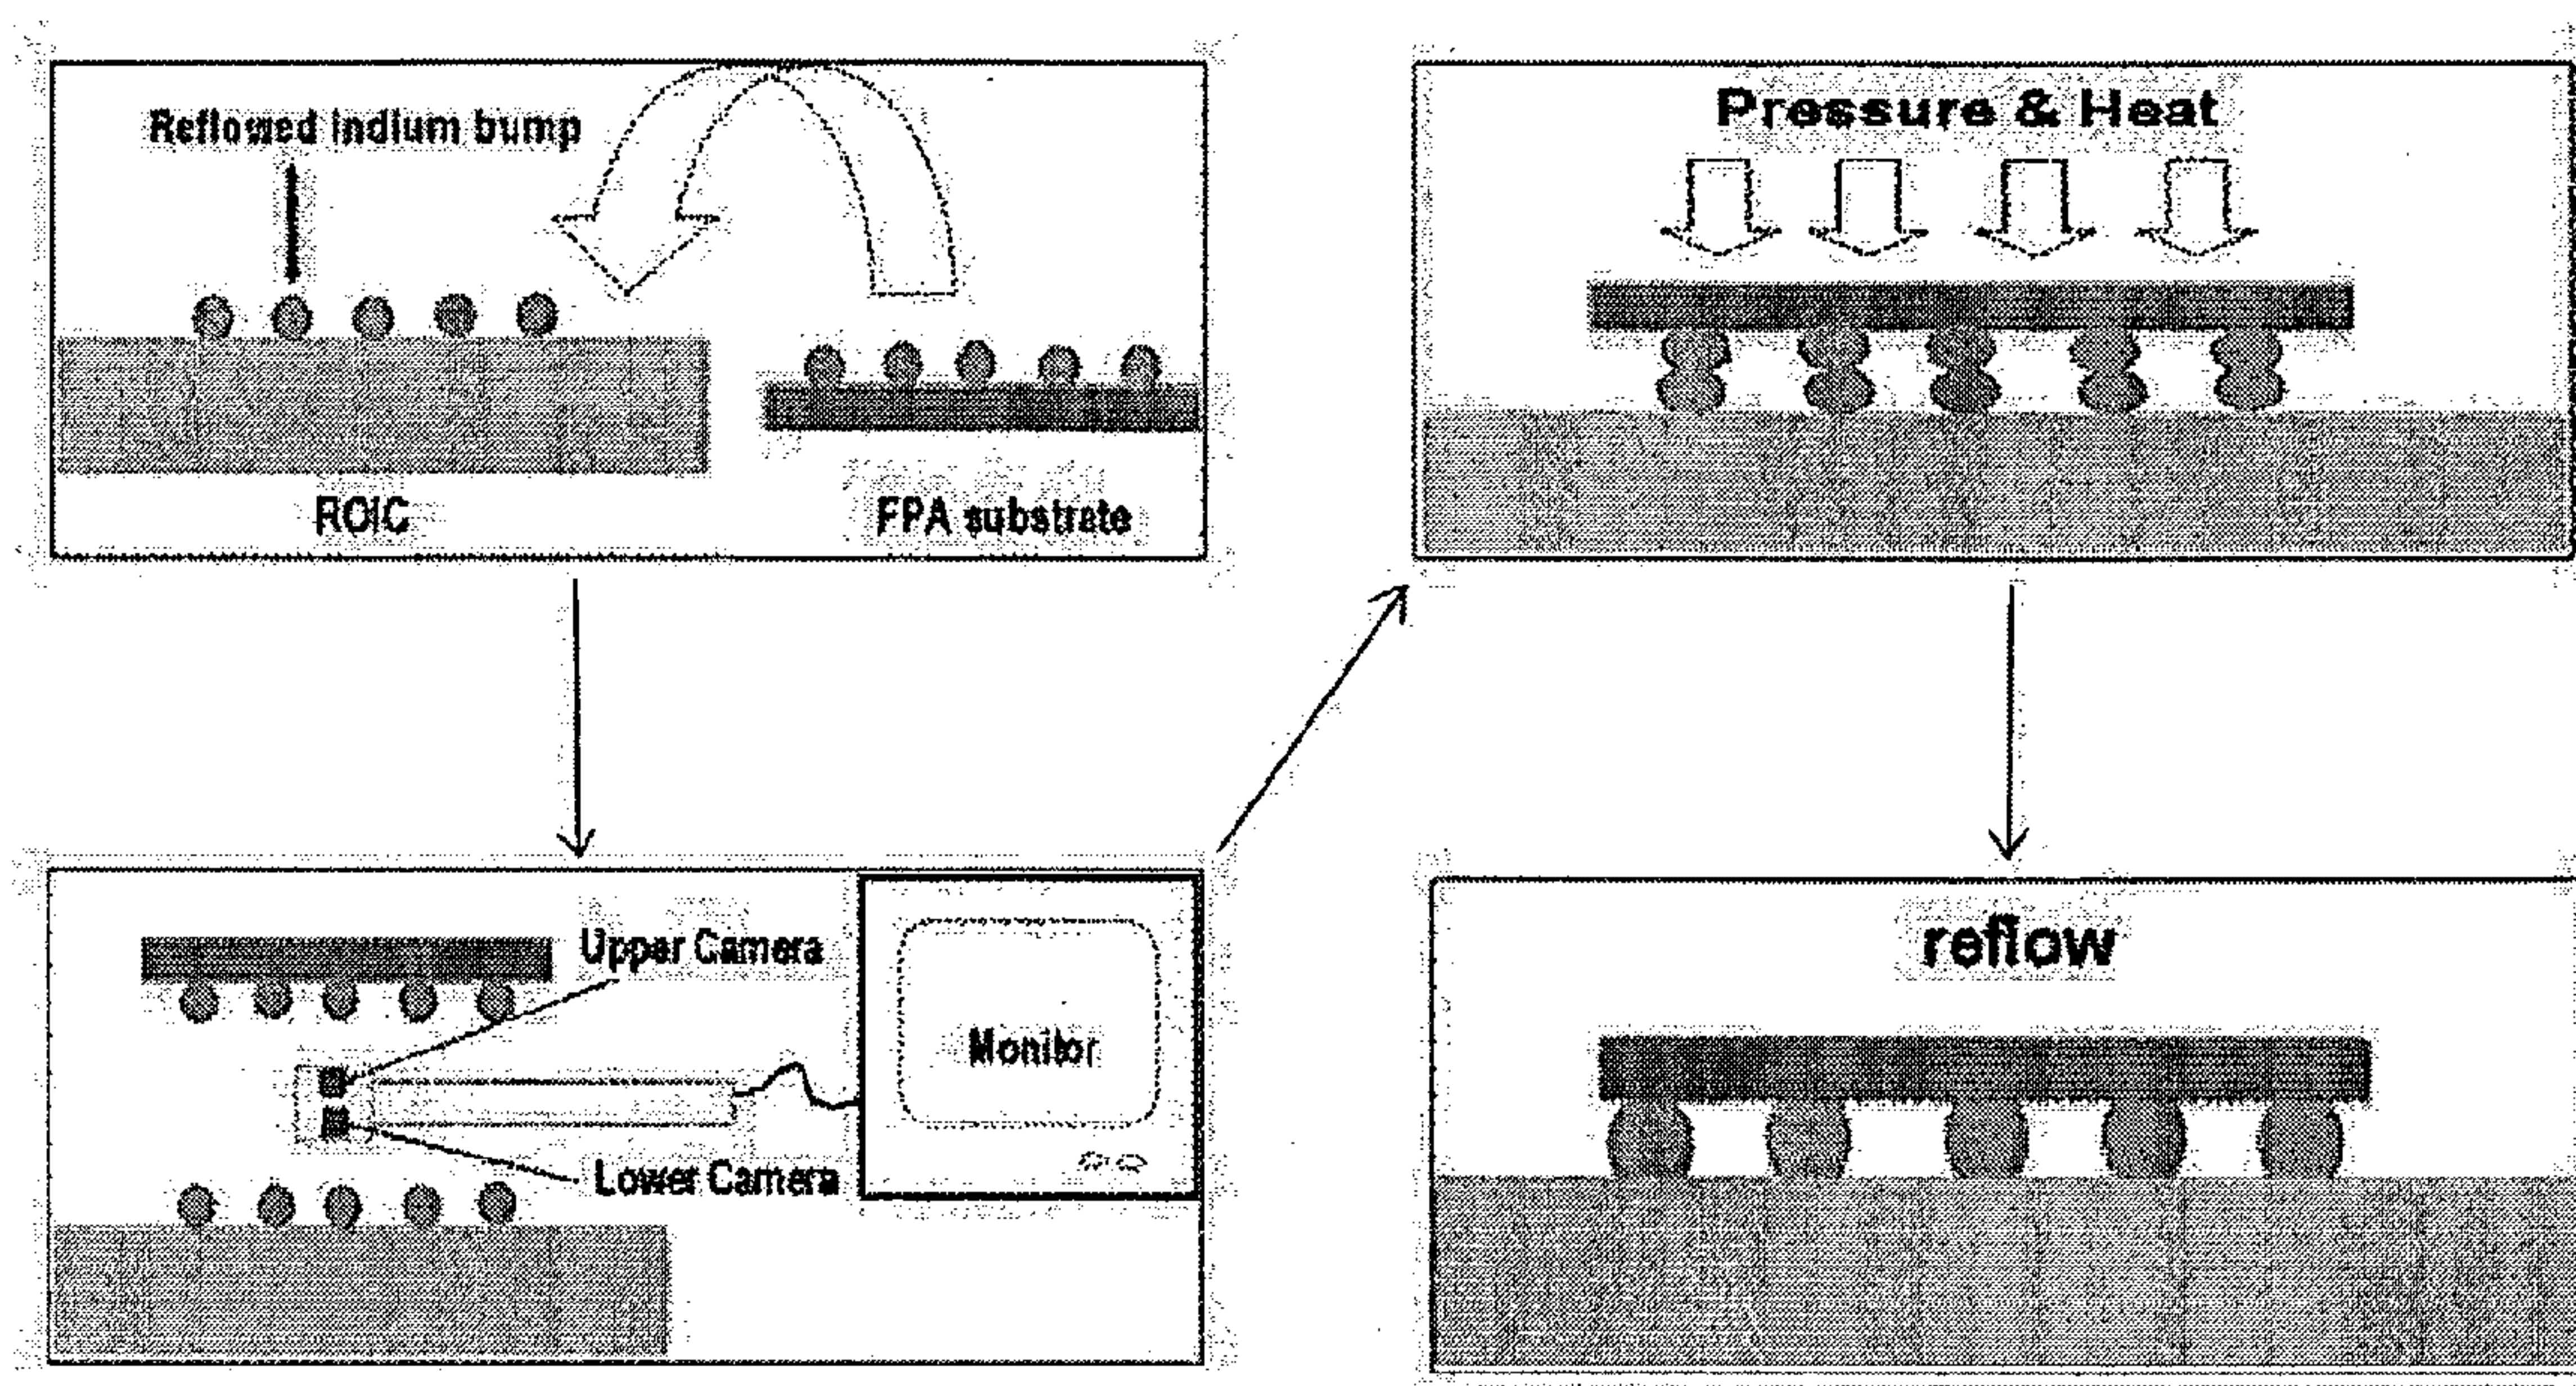 Reflowed indium bump
ROIC
FPA substrate
Upper Camera
Monitor
Lower Camera
Pressure & Heat
reflow